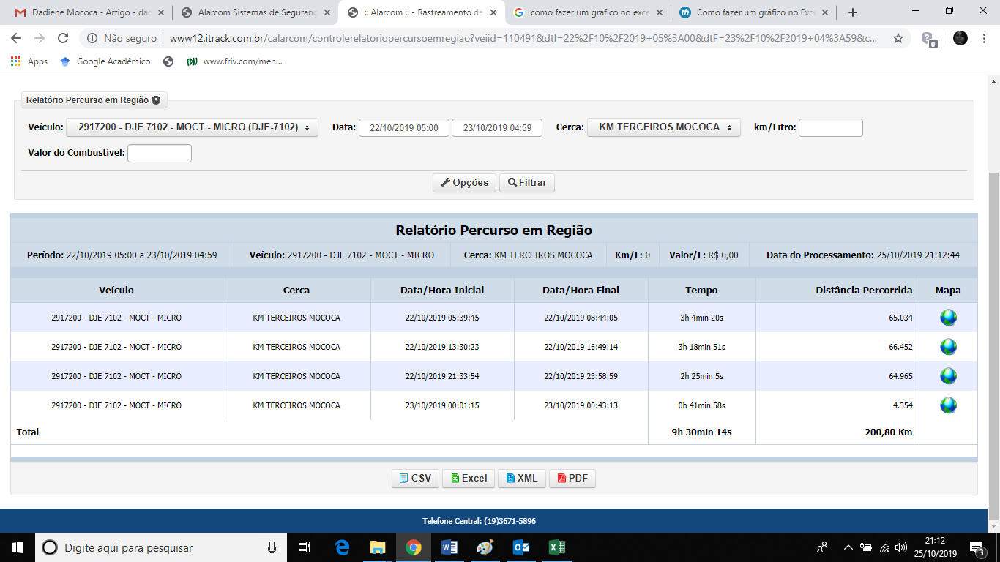 Dadiene Mococa - Artigo - dac
Alarcom Sistemas de Seguranç
:: Alarcom :: - Rastreamento de
como fazer um grafico no exce
Como fazer um gráfico no Exc
Não seguro | www12.itrack.com.br/calarcom/controlerelatoriopercursoemregiao?veiid=110491&dtI=22%2F10%2F2019+05%3A00&dtF=23%2F10%2F2019+04%3A59&c...
Apps Google Acadêmico www.friv.com/men...
Relatório Percurso em Região
Veículo: 2917200 - DJE 7102 - MOCT - MICRO (DJE-7102) Data: 22/10/2019 05:00 23/10/2019 04:59 Cerca: KM TERCEIROS MOCOCA km/Litro:
Valor do Combustível:
Opções Filtrar
Relatório Percurso em Região
Período: 22/10/2019 05:00 a 23/10/2019 04:59 Veículo: 2917200 - DJE 7102 - MOCT - MICRO Cerca: KM TERCEIROS MOCOCA Km/L: 0 Valor/L: R$ 0,00 Data do Processamento: 25/10/2019 21:12:44
Veículo Cerca Data/Hora Inicial Data/Hora Final Tempo Distância Percorrida Mapa
2917200 - DJE 7102 - MOCT - MICRO KM TERCEIROS MOCOCA 22/10/2019 05:39:45 22/10/2019 08:44:05 3h 4min 20s 65.034
2917200 - DJE 7102 - MOCT - MICRO KM TERCEIROS MOCOCA 22/10/2019 13:30:23 22/10/2019 16:49:14 3h 18min 51s 66.452
2917200 - DJE 7102 - MOCT - MICRO KM TERCEIROS MOCOCA 22/10/2019 21:33:54 22/10/2019 23:58:59 2h 25min 5s 64.965
2917200 - DJE 7102 - MOCT - MICRO KM TERCEIROS MOCOCA 23/10/2019 00:01:15 23/10/2019 00:43:13 0h 41min 58s 4.354
Total 9h 30min 14s 200,80 Km
CSV Excel XML PDF
Telefone Central: (19)3671-5896
Digite aqui para pesquisar
21:12
25/10/2019
3